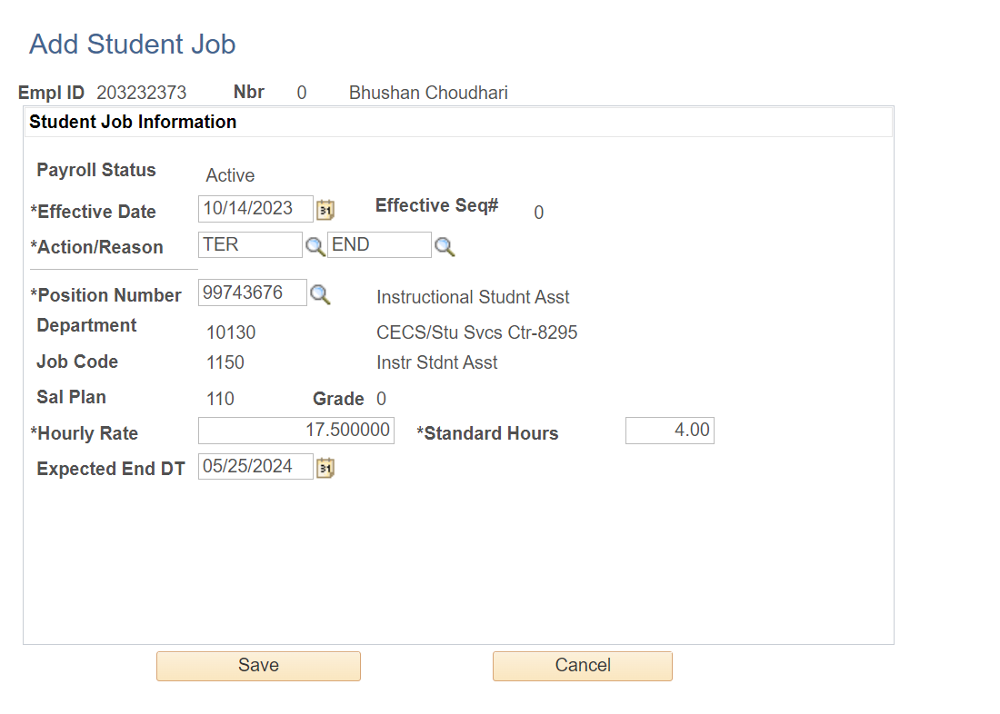 Add Student Job
Empl ID 203232373 Nbr 0 Bhushan Choudhari
Student Job Information
Payroll Status Active
*Effective Date 10/14/2023 31 Effective Seq# 0
*Action/Reason TER END
*Position Number 99743676 Instructional Studnt Asst
Department 10130 CECS/Stu Svcs Ctr-8295
Job Code 1150 Instr Stdnt Asst
Sal Plan 110 Grade 0
*Hourly Rate 17.500000 *Standard Hours 4.00
Expected End DT 05/25/2024 31
Save Cancel